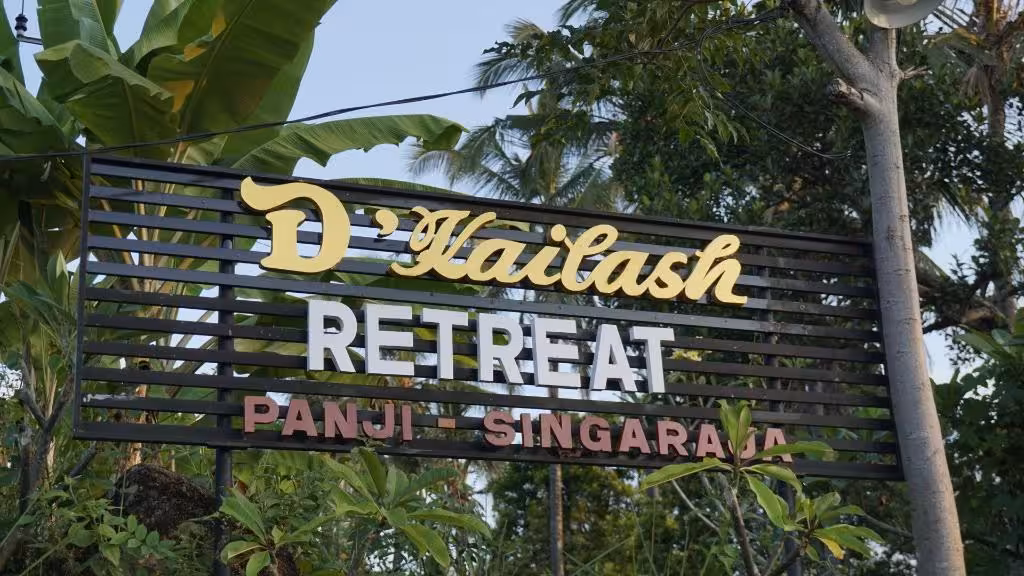 D'Kailash
RETREAT
PANJI - SINGARAJA